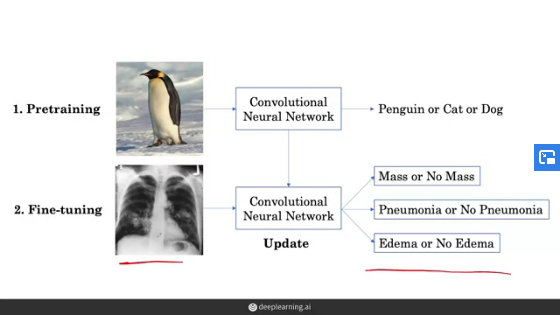 1. Pretraining
Convolutional
Neural Network
Penguin or Cat or Dog
2. Fine-tuning
Convolutional
Neural Network
Update
Mass or No Mass
Pneumonia or No Pneumonia
Edema or No Edema
deeplearning.ai